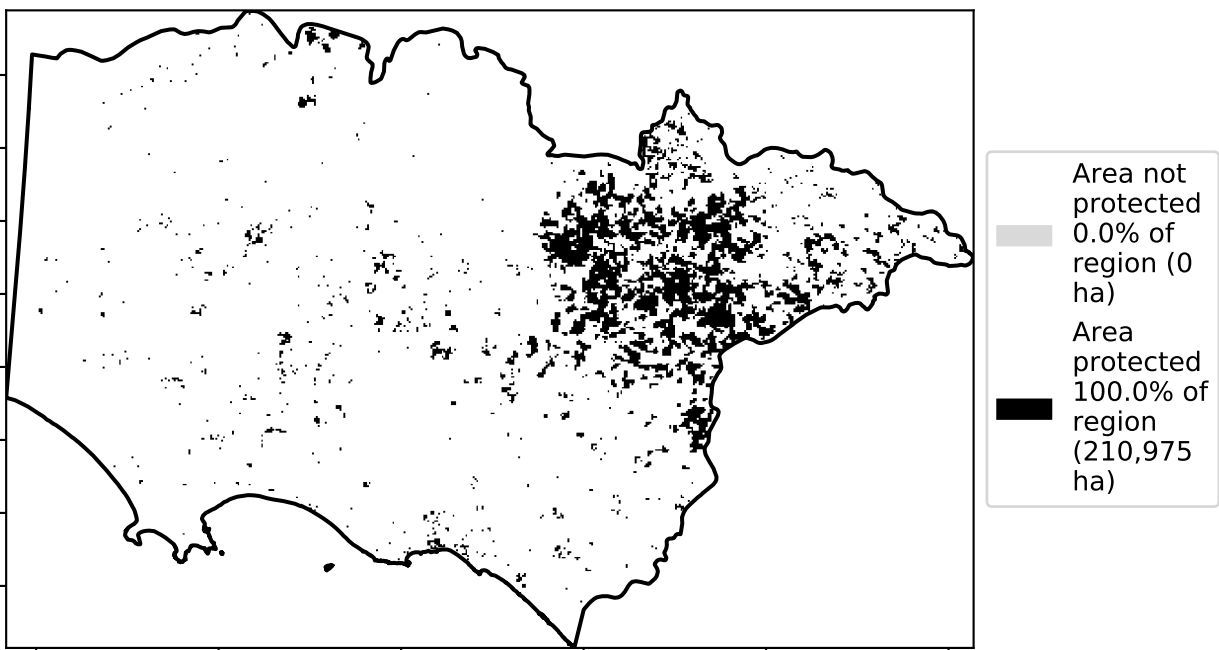 Area not
protected
0.0% of
region (0
ha)
Area
protected
100.0% of
region
(210,975
ha)